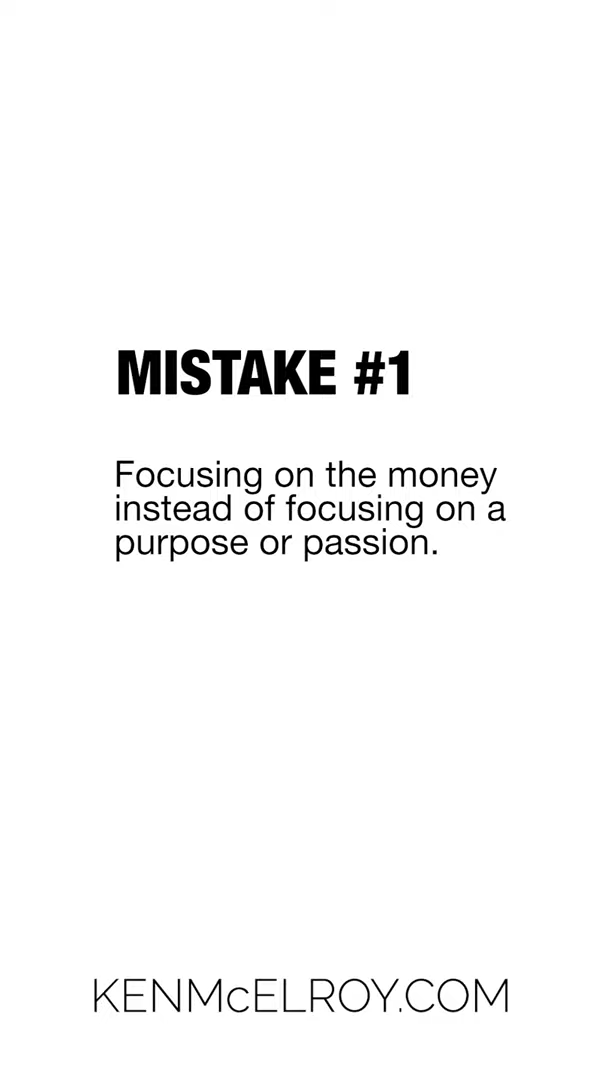 MISTAKE #1
Focusing on the money
instead of focusing on a
purpose or passion.
KENMcELROY.COM